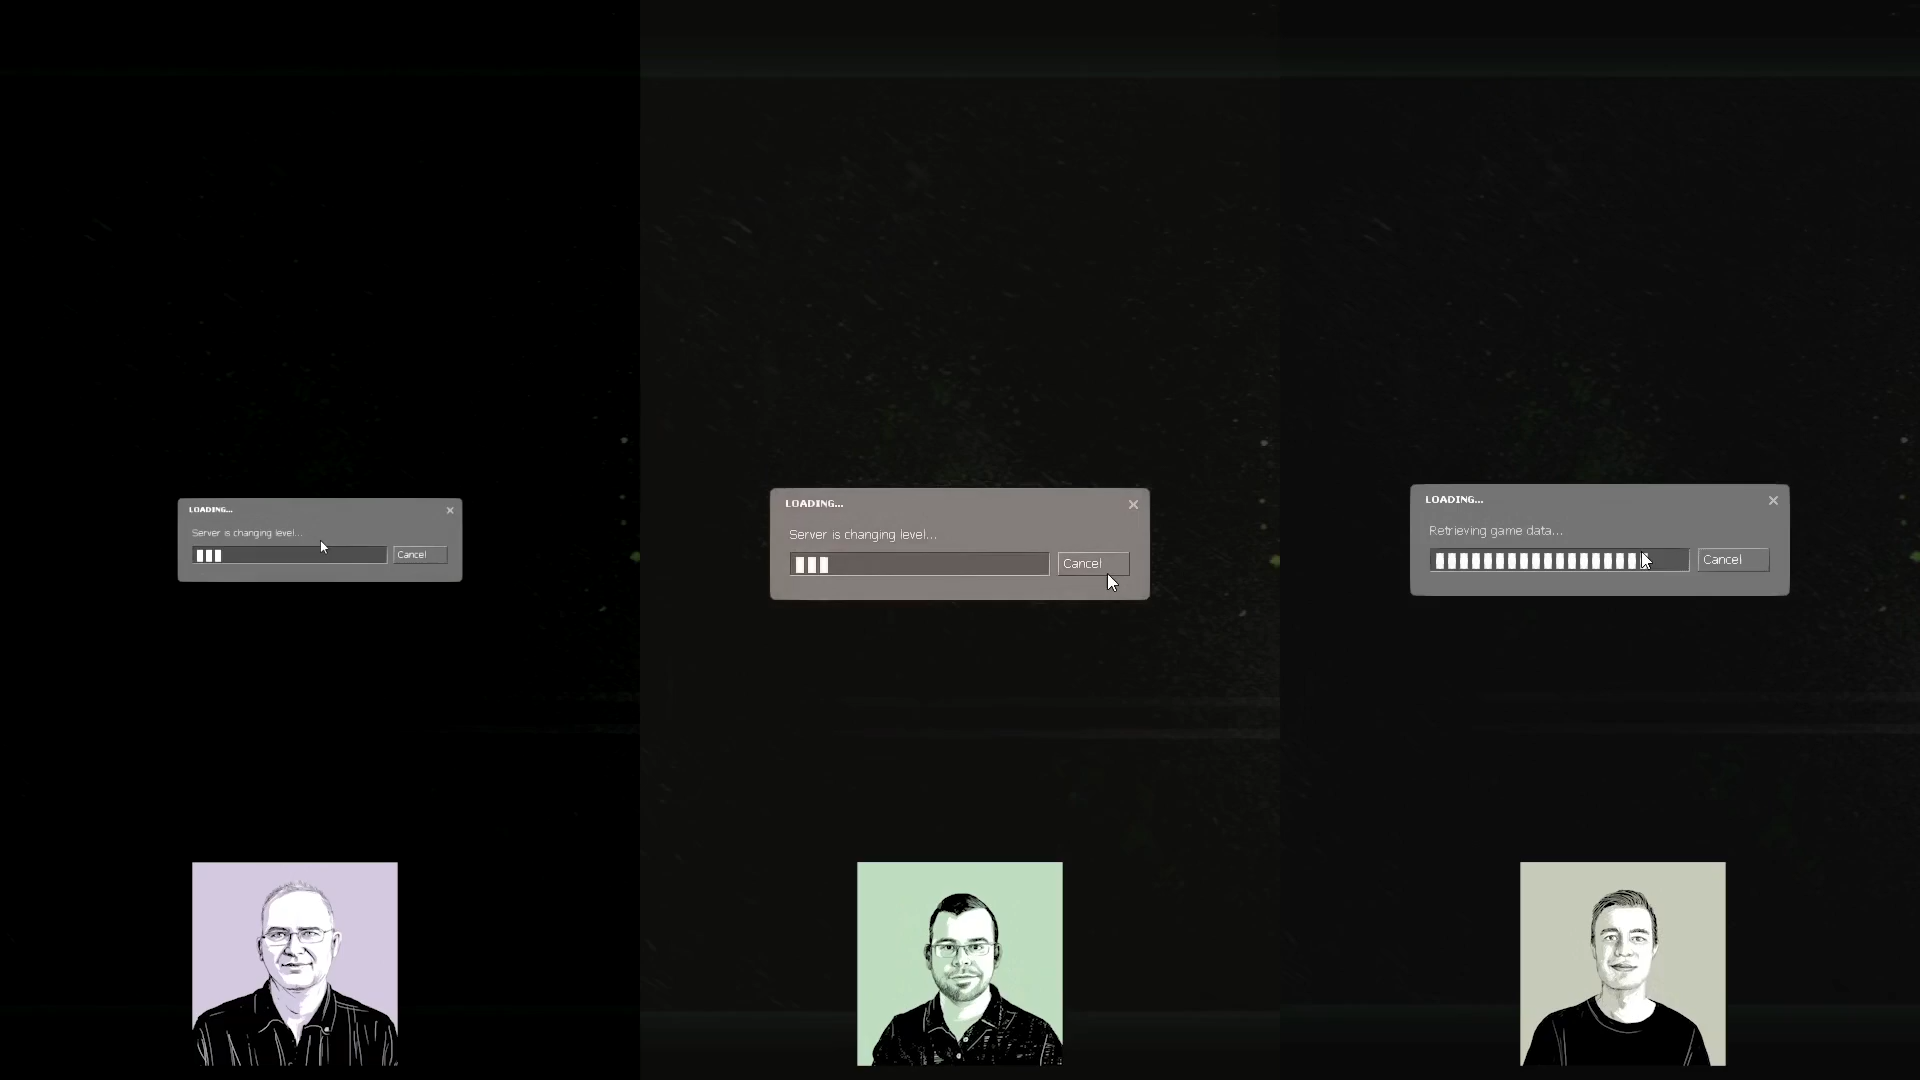 LOADING...
Server is changing level...
Cancel
LOADING...
Server is changing level...
Cancel
LOADING...
Retrieving game data...
Cancel